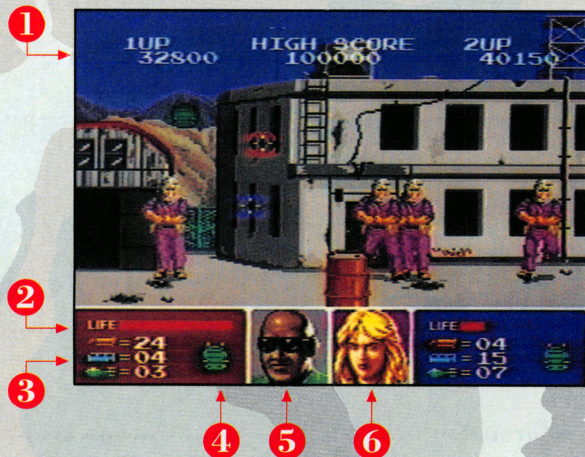 1
1UP HIGH SCORE 2UP
32800 100000 40150
2
LIFE LIFE
=24 =04
3
=04 =15
=03 =07
4 5 6